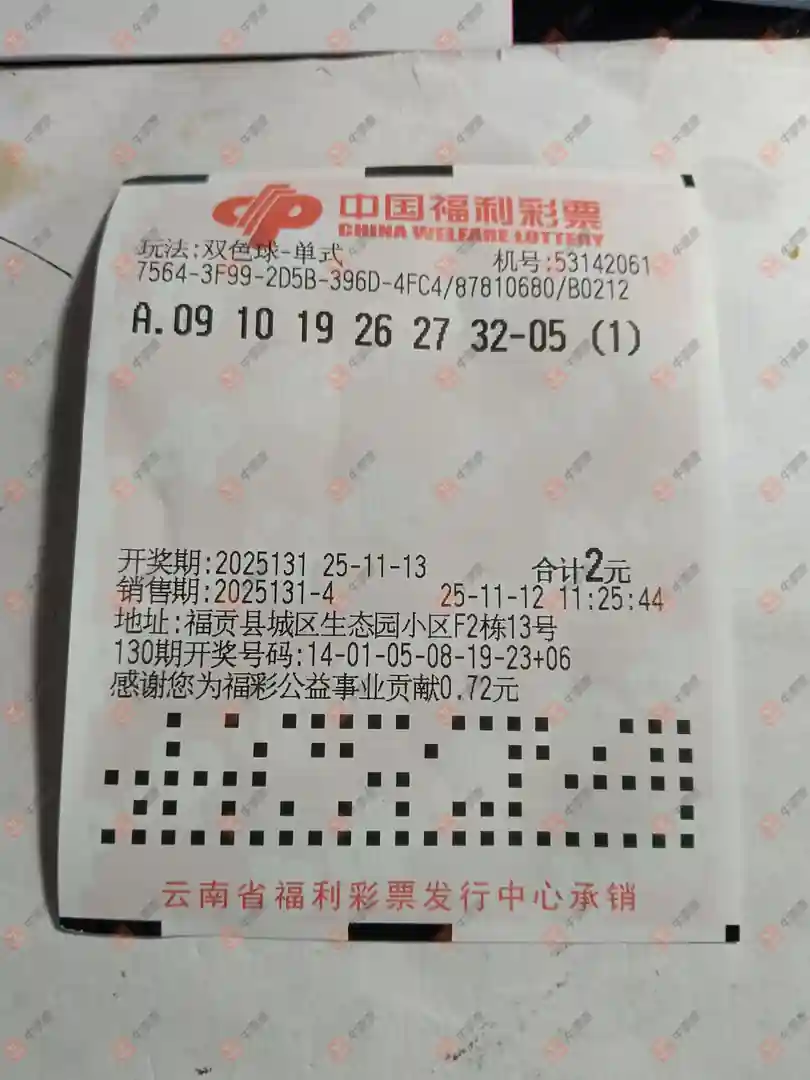 中国福利彩票
CHINA WELFARE LOTTERY
玩法:双色球-单式 机号:53142061
7564-3F99-2D5B-396D-4FC4/87810680/B0212
A.09 10 19 26 27 32-05 (1)
开奖期:2025131 25-11-13 合计2元
销售期:2025131-4 25-11-12 11:25:44
地址:福贡县城区生态园小区F2栋13号
130期开奖号码:14-01-05-08-19-23+06
感谢您为福彩公益事业贡献0.72元
云南省福利彩票发行中心承销